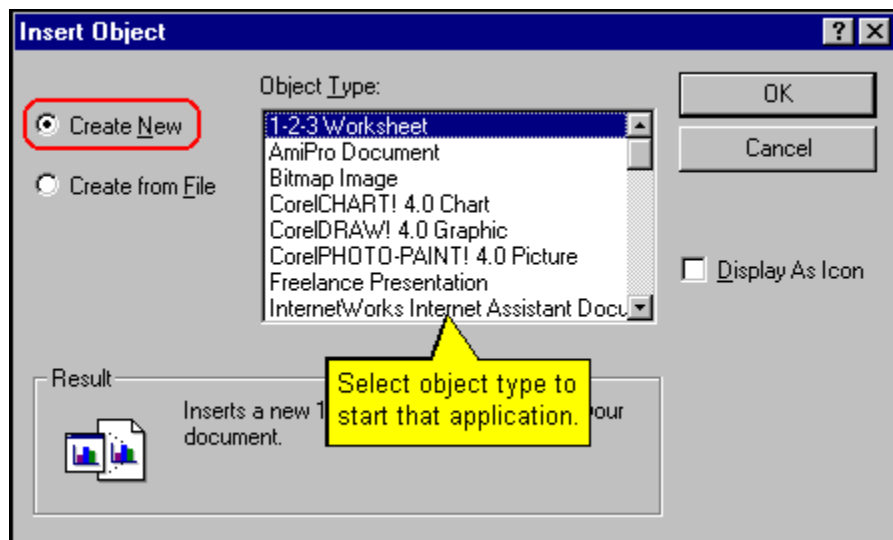 Insert Object
Object Type:
Create New
Create from File
1-2-3 Worksheet
AmiPro Document
Bitmap Image
CorelCHART! 4.0 Chart
CorelDRAW! 4.0 Graphic
CorelPHOTO-PAINT! 4.0 Picture
Freelance Presentation
InternetWorks Internet Assistant Docu
OK
Cancel
Display As Icon
Result
Inserts a new 1 our
document.
Select object type to
start that application.